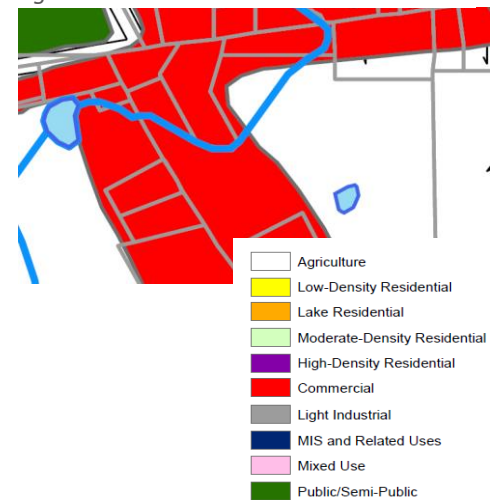 Agriculture
Low-Density Residential
Lake Residential
Moderate-Density Residential
High-Density Residential
Commercial
Light Industrial
MIS and Related Uses
Mixed Use
Public/Semi-Public